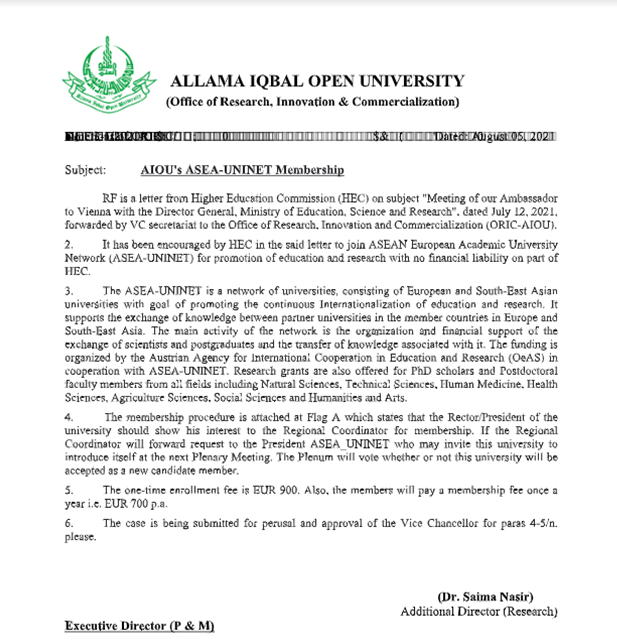 ALLAMA IQBAL OPEN UNIVERSITY
(Office of Research, Innovation & Commercialization)
Dated: August 05, 2021
Subject: AIOU's ASEA-UNINET Membership
RF is a letter from Higher Education Commission (HEC) on subject "Meeting of our Ambassador
to Vienna with the Director General, Ministry of Education, Science and Research", dated July 12, 2021,
forwarded by VC secretariat to the Office of Research, Innovation and Commercialization (ORIC-AIOU).
2. It has been encouraged by HEC in the said letter to join ASEAN European Academic University
Network (ASEA-UNINET) for promotion of education and research with no financial liability on part of
HEC.
3. The ASEA-UNINET is a network of universities, consisting of European and South-East Asian
universities with goal of promoting the continuous Internationalization of education and research. It
supports the exchange of knowledge between partner universities in the member countries in Europe and
South-East Asia. The main activity of the network is the organization and financial support of the
exchange of scientists and postgraduates and the transfer of knowledge associated with it. The funding is
organized by the Austrian Agency for International Cooperation in Education and Research (OeAS) in
cooperation with ASEA-UNINET. Research grants are also offered for PhD scholars and Postdoctoral
faculty members from all fields including Natural Sciences, Technical Sciences, Human Medicine, Health
Sciences, Agriculture Sciences, Social Sciences and Humanities and Arts.
4. The membership procedure is attached at Flag A which states that the Rector/President of the
university should show his interest to the Regional Coordinator for membership. If the Regional
Coordinator will forward request to the President ASEA_UNINET who may invite this university to
introduce itself at the next Plenary Meeting. The Plenum will vote whether or not this university will be
accepted as a new candidate member.
5. The one-time enrollment fee is EUR 900. Also, the members will pay a membership fee once a
year i.e. EUR 700 p.a.
6. The case is being submitted for perusal and approval of the Vice Chancellor for paras 4-5/n.
please.
(Dr. Saima Nasir)
Additional Director (Research)
Executive Director (P & M)